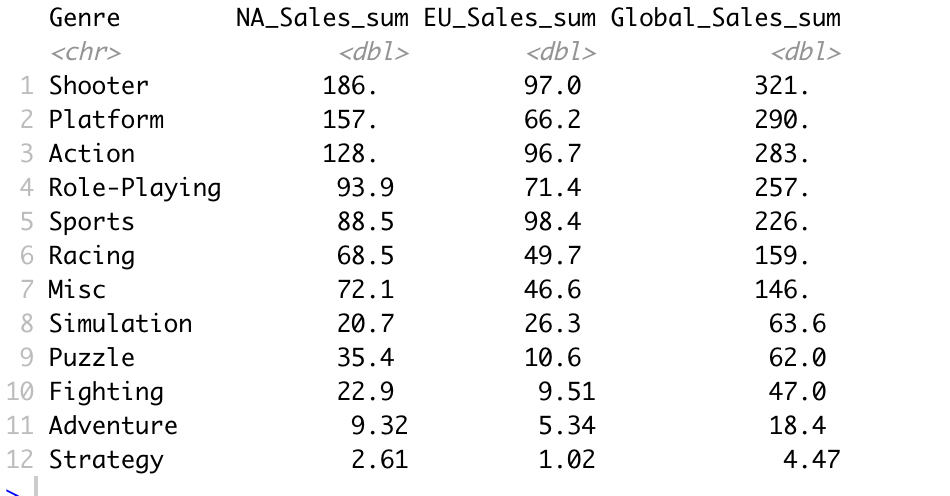 Genre NA_Sales_sum EU_Sales_sum Global_Sales_sum
<chr> <dbl> <dbl> <dbl>
1 Shooter 186. 97.0 321.
2 Platform 157. 66.2 290.
3 Action 128. 96.7 283.
4 Role-Playing 93.9 71.4 257.
5 Sports 88.5 98.4 226.
6 Racing 68.5 49.7 159.
7 Misc 72.1 46.6 146.
8 Simulation 20.7 26.3 63.6
9 Puzzle 35.4 10.6 62.0
10 Fighting 22.9 9.51 47.0
11 Adventure 9.32 5.34 18.4
12 Strategy 2.61 1.02 4.47
>